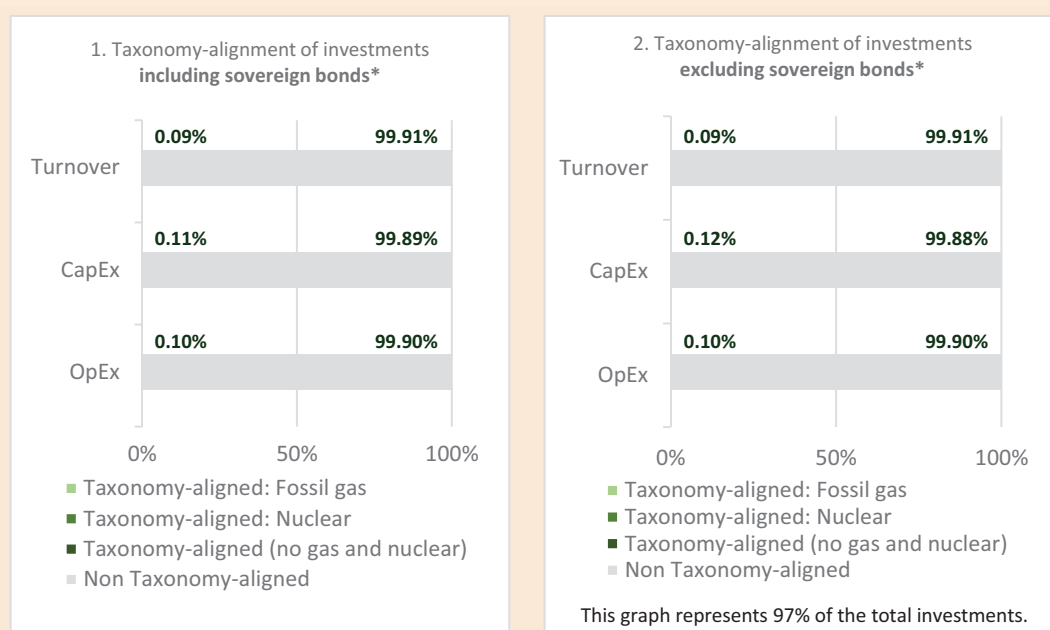 1. Taxonomy-alignment of investments
including sovereign bonds*
0.09% 99.91%
Turnover
0.11% 99.89%
CapEx
0.10% 99.90%
OpEx
0% 50% 100%
Taxonomy-aligned: Fossil gas
Taxonomy-aligned: Nuclear
Taxonomy-aligned (no gas and nuclear)
Non Taxonomy-aligned
2. Taxonomy-alignment of investments
excluding sovereign bonds*
0.09% 99.91%
Turnover
0.12% 99.88%
CapEx
0.10% 99.90%
OpEx
0% 50% 100%
Taxonomy-aligned: Fossil gas
Taxonomy-aligned: Nuclear
Taxonomy-aligned (no gas and nuclear)
Non Taxonomy-aligned
This graph represents 97% of the total investments.